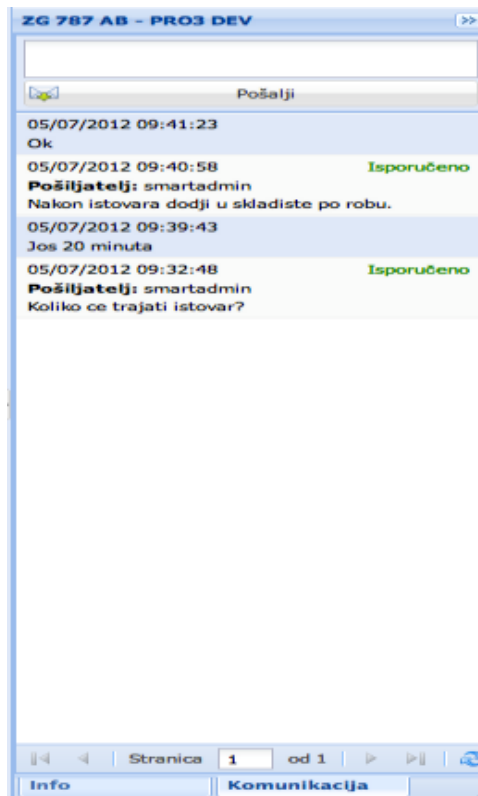 ZG 787 AB - PRO3 DEV
Pošalji
05/07/2012 09:41:23
Ok
05/07/2012 09:40:58 Isporučeno
Pošiljatelj: smartadmin
Nakon istovara dodji u skladiste po robu.
05/07/2012 09:39:43
Jos 20 minuta
05/07/2012 09:32:48 Isporučeno
Pošiljatelj: smartadmin
Koliko ce trajati istovar?
Stranica 1 od 1
Info Komunikacija